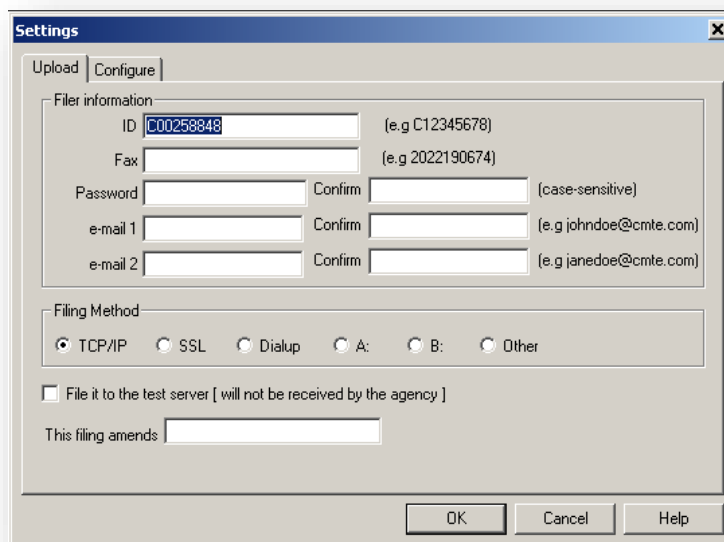 Settings
Upload Configure
Filer information
ID C00258848 (e.g C12345678)
Fax (e.g 2022190674)
Password Confirm (case-sensitive)
e-mail 1 Confirm (e.g johndoe@cmte.com)
e-mail 2 Confirm (e.g janedoe@cmte.com)
Filing Method
TCP/IP SSL Dialup A: B: Other
File it to the test server [ will not be received by the agency ]
This filing amends
OK Cancel Help